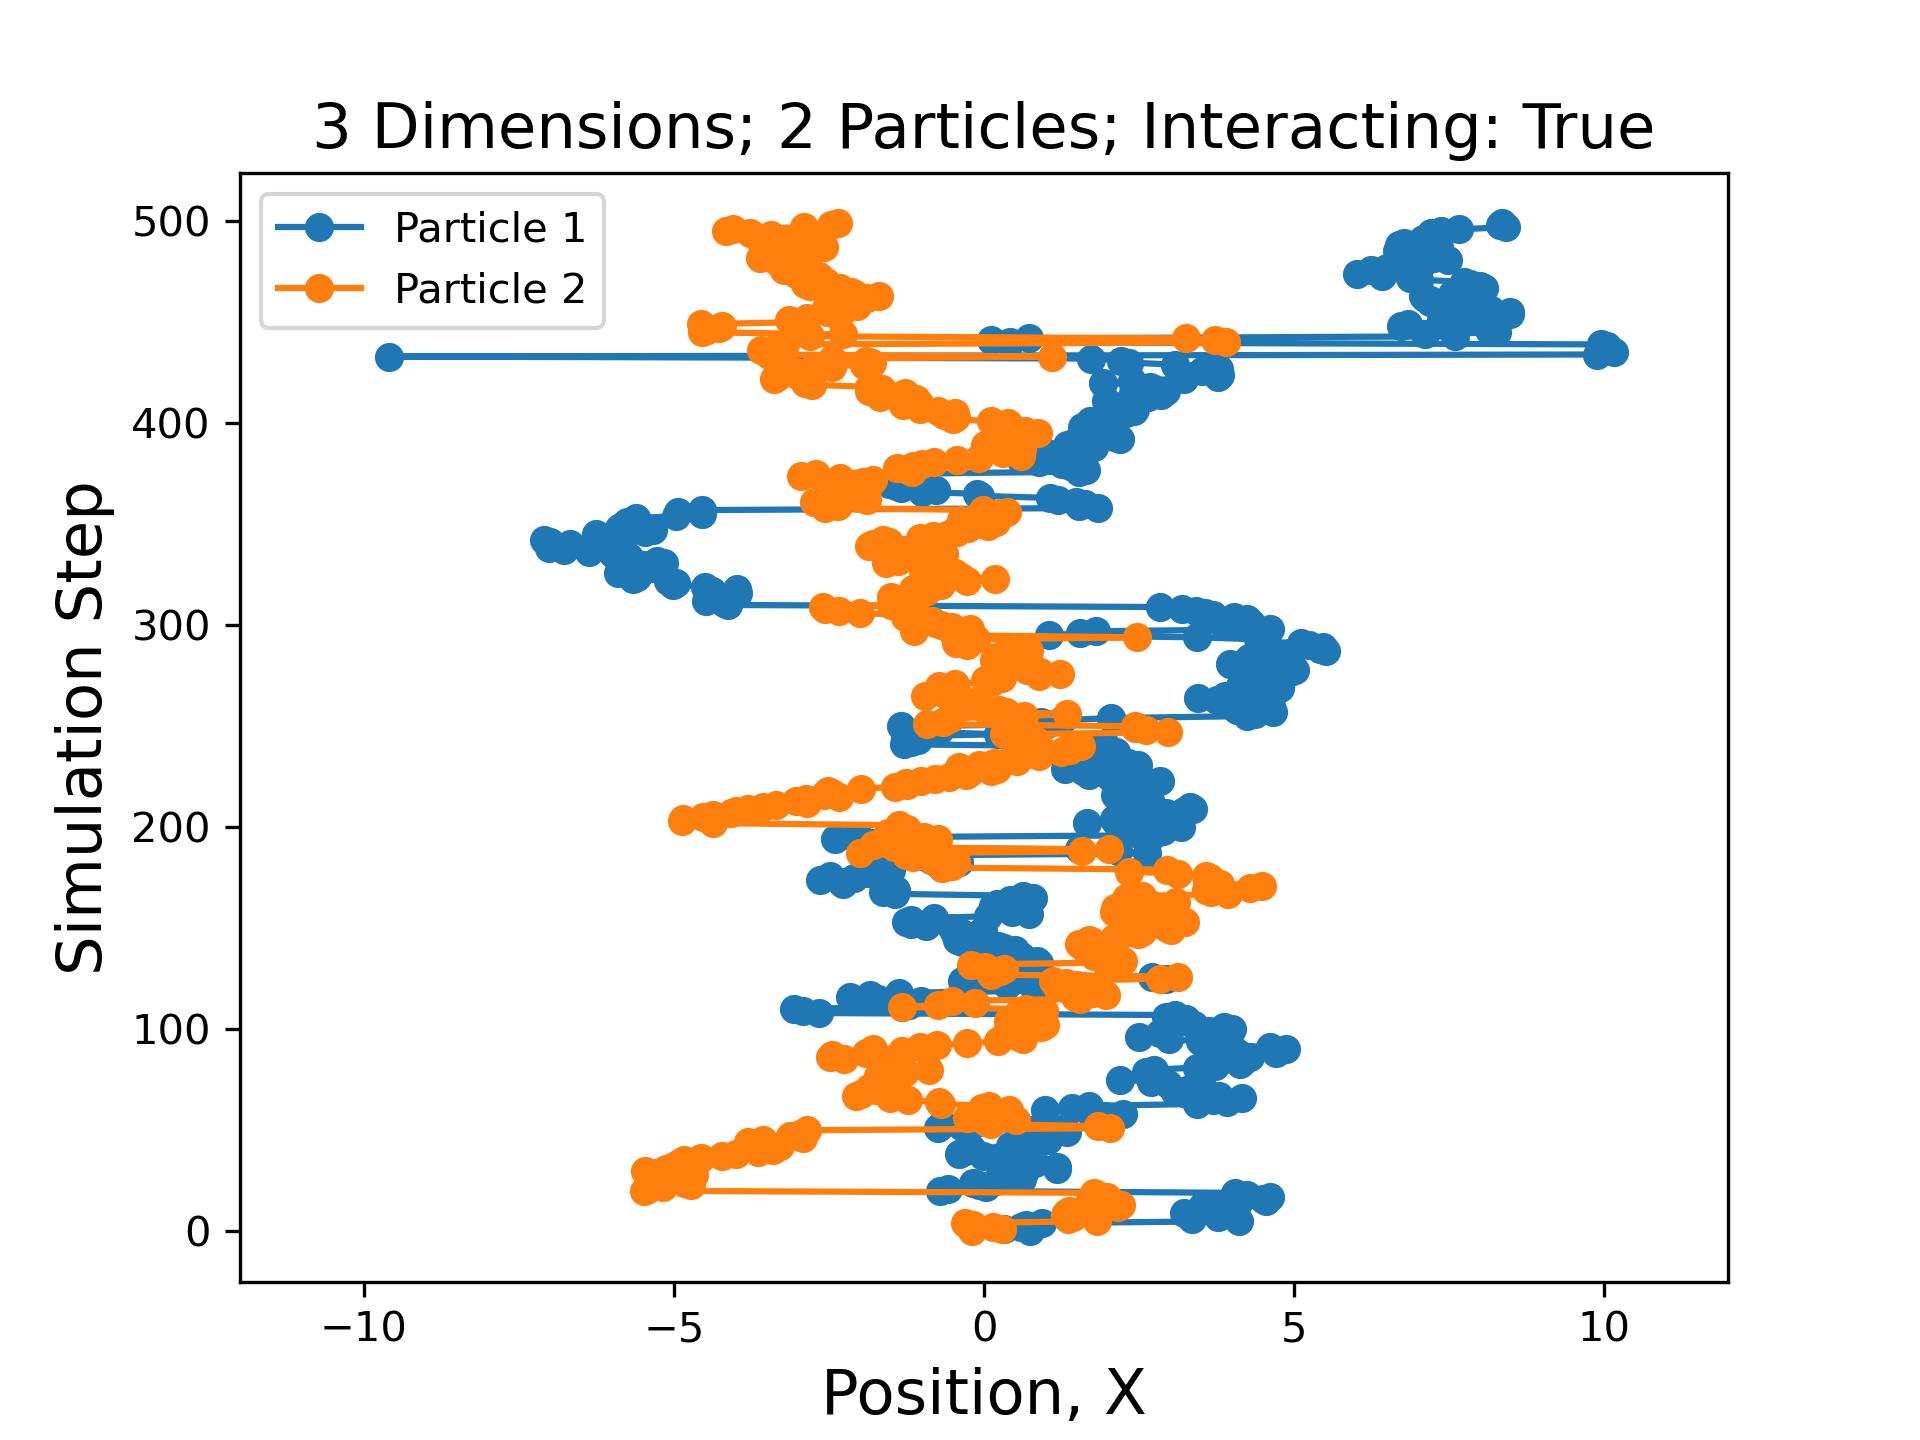 3 Dimensions; 2 Particles; Interacting: True
Particle 1
Particle 2
500
400
300
200
100
0
Simulation Step
−10
−5
0
5
10
Position, X